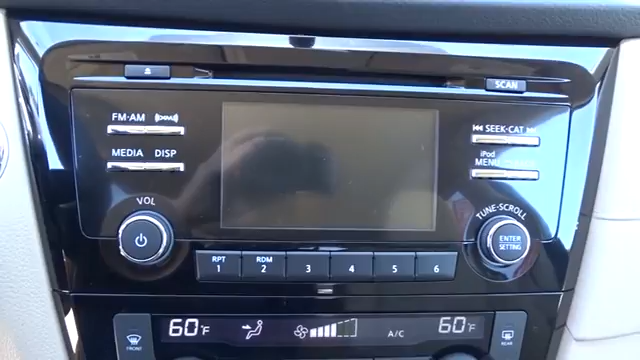 SCAN
FM·AM (SXM)
SEEK·CAT
MEDIA DISP
iPod
MENU
VOL
TUNE·SCROLL
ENTER
SETTING
RPT RDM
1 2 3 4 5 6
60°F A/C 60°F
FRONT REAR